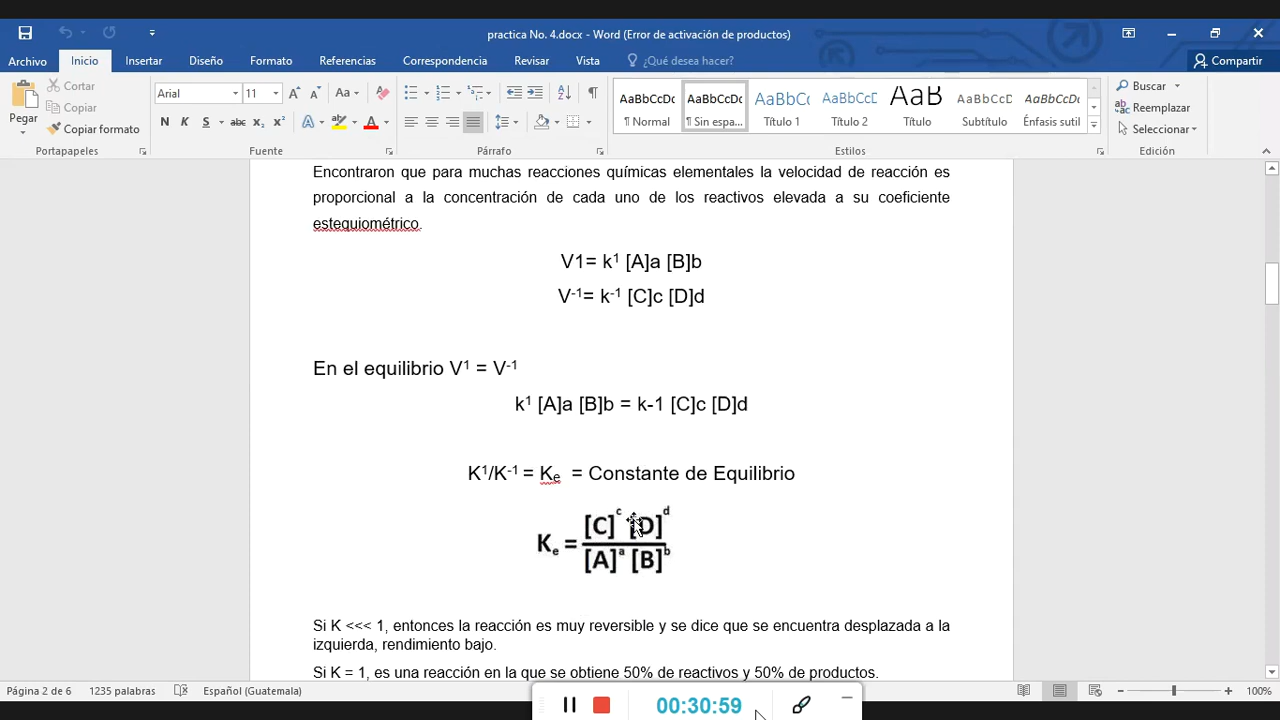 practica No. 4.docx - Word (Error de activación de productos)
Archivo Inicio Insertar Diseño Formato Referencias Correspondencia Revisar Vista ¿Qué desea hacer? Compartir
Pegar
Cortar
Copiar
Copiar formato
Portapapeles
Arial 11
N K S abc x₂ x²
Fuente
Párrafo
AaBbCcDc AaBbCcDc AaBbCc AaBbCcD AaB AaBbCcD AaBbCcDc
¶ Normal ¶ Sin espa... Título 1 Título 2 Título Subtítulo Énfasis sutil
Estilos
Buscar
Reemplazar
Seleccionar
Edición
Encontraron que para muchas reacciones químicas elementales la velocidad de reacción es
proporcional a la concentración de cada uno de los reactivos elevada a su coeficiente
estequiométrico.
V1= k¹ [A]a [B]b
V⁻¹= k⁻¹ [C]c [D]d
En el equilibrio V¹ = V⁻¹
k¹ [A]a [B]b = k-1 [C]c [D]d
K¹/K⁻¹ = Kₑ = Constante de Equilibrio
Kₑ = [C]ᶜ [D]ᵈ
[A]ᵃ [B]ᵇ
Si K <<< 1, entonces la reacción es muy reversible y se dice que se encuentra desplazada a la
izquierda, rendimiento bajo.
Si K = 1, es una reacción en la que se obtiene 50% de reactivos y 50% de productos.
Página 2 de 6 1235 palabras Español (Guatemala) 100%
00:30:59